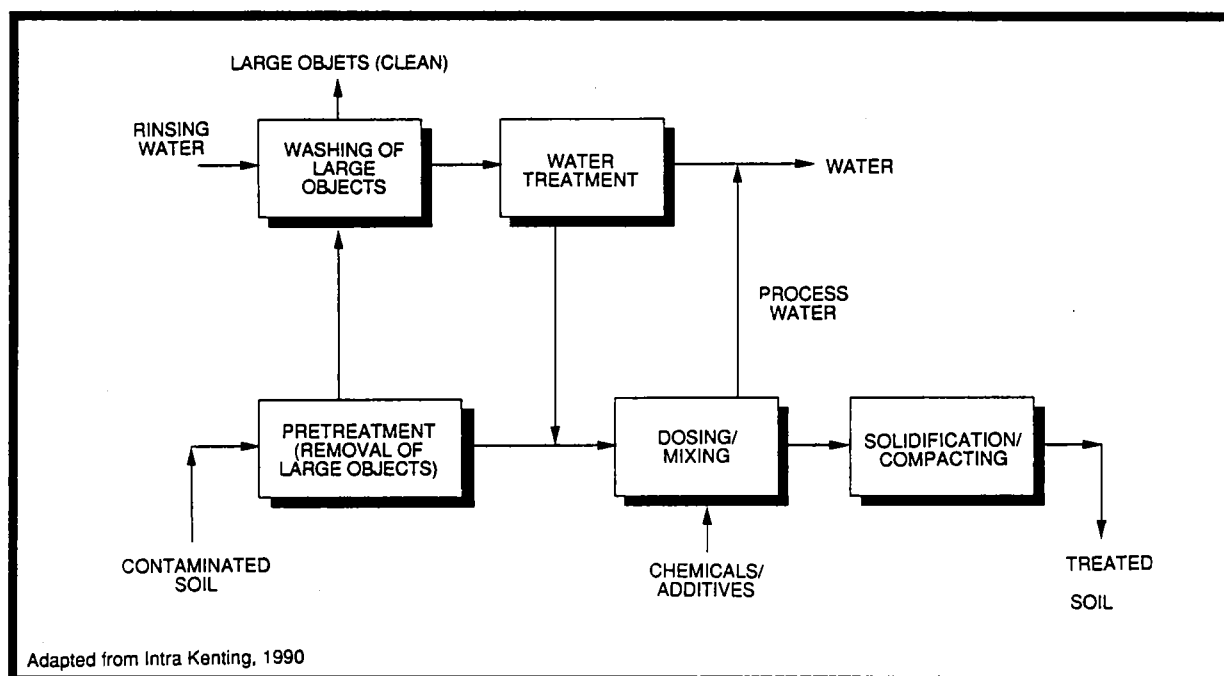 LARGE OBJETS (CLEAN)
RINSING
WATER
WASHING OF
LARGE
OBJECTS
WATER
TREATMENT
WATER
PROCESS
WATER
PRETREATMENT
(REMOVAL OF
LARGE OBJECTS)
DOSING/
MIXING
SOLIDIFICATION/
COMPACTING
CONTAMINATED
SOIL
CHEMICALS/
ADDITIVES
TREATED
SOIL
Adapted from Intra Kenting, 1990